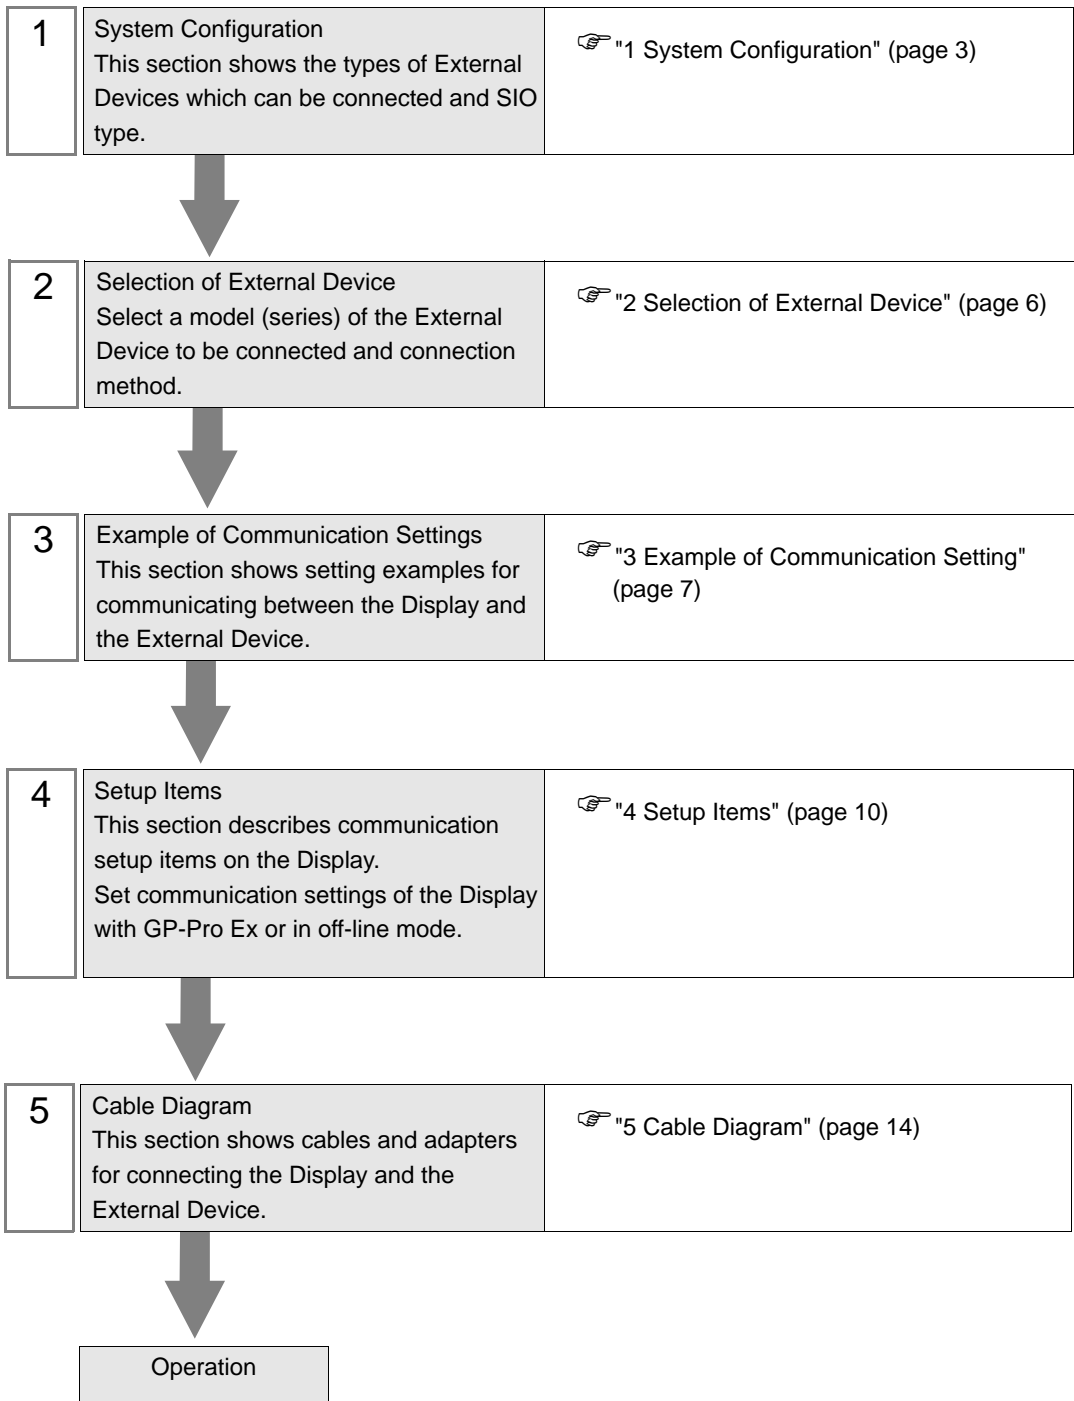 1
System Configuration
This section shows the types of External
Devices which can be connected and SIO
type.
"1 System Configuration" (page 3)
2
Selection of External Device
Select a model (series) of the External
Device to be connected and connection
method.
"2 Selection of External Device" (page 6)
3
Example of Communication Settings
This section shows setting examples for
communicating between the Display and
the External Device.
"3 Example of Communication Setting"
(page 7)
4
Setup Items
This section describes communication
setup items on the Display.
Set communication settings of the Display
with GP-Pro Ex or in off-line mode.
"4 Setup Items" (page 10)
5
Cable Diagram
This section shows cables and adapters
for connecting the Display and the
External Device.
"5 Cable Diagram" (page 14)
Operation